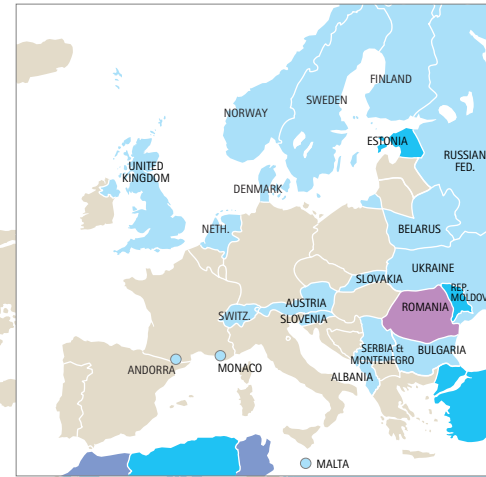 FINLAND
SWEDEN
NORWAY
ESTONIA
RUSSIAN
FED.
UNITED
KINGDOM
DENMARK
NETH.
BELARUS
UKRAINE
SLOVAKIA
REP.
MOLDOV
AUSTRIA
ROMANIA
SWITZ.
SLOVENIA
SERBIA &
MONTENEGRO
BULGARIA
ANDORRA
MONACO
ALBANIA
MALTA